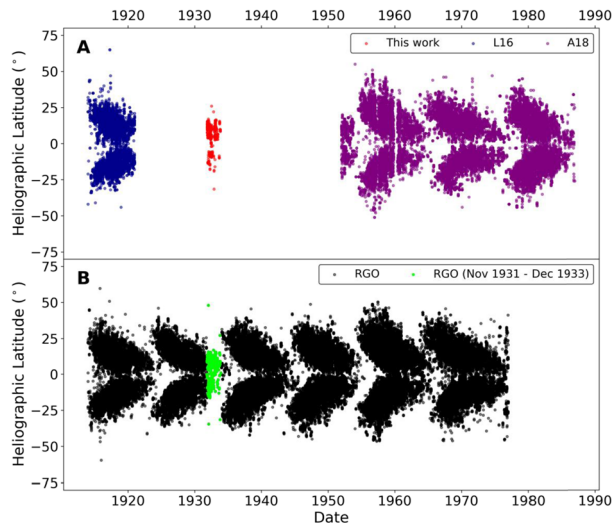 1920 1930 1940 1950 1960 1970 1980 1990
A
This work L16 A18
Heliographic Latitude (°)
75
50
25
0
−25
−50
−75
B
RGO RGO (Nov 1931 - Dec 1933)
Heliographic Latitude (°)
75
50
25
0
−25
−50
−75
1920 1930 1940 1950 1960 1970 1980 1990
Date